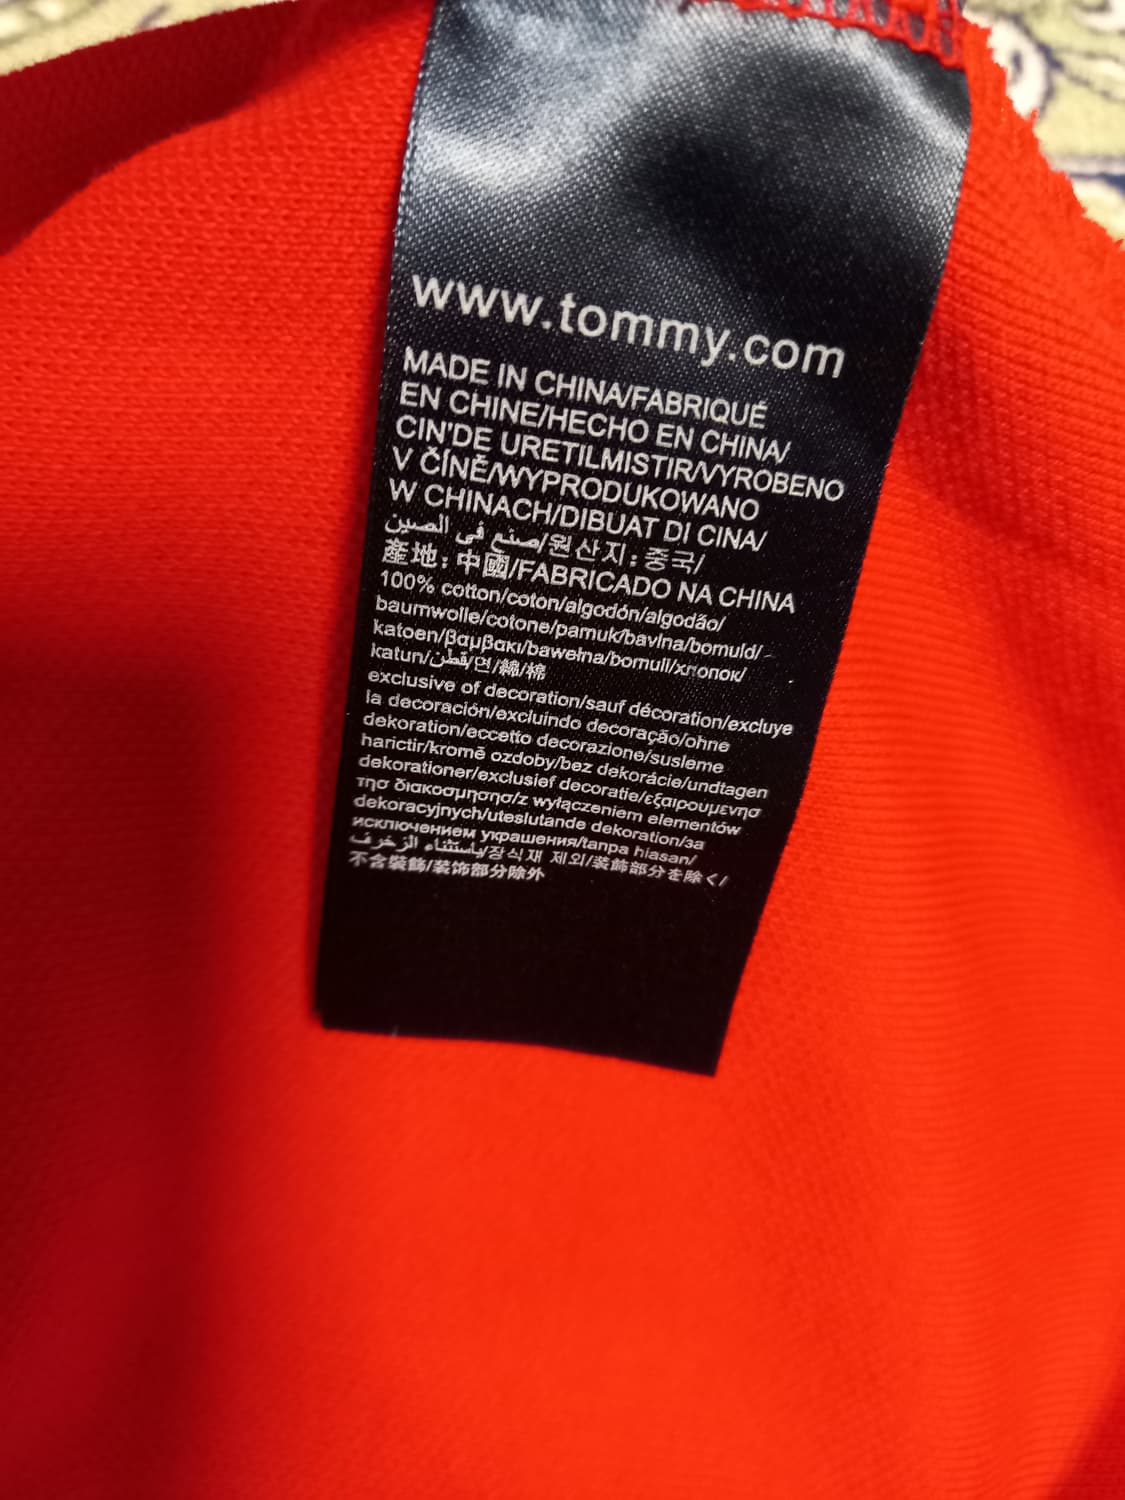 www.tommy.com
MADE IN CHINA/FABRIQUÉ
EN CHINE/HECHO EN CHINA/
CIN'DE URETILMISTIR/VYROBENO
V ČÍNĚ/WYPRODUKOWANO
W CHINACH/DIBUAT DI CINA/
صنع في الصين/원산지:중국/
產地:中國/FABRICADO NA CHINA
100% cotton/coton/algodón/algodão/
baumwolle/cotone/pamuk/bavlna/bomuld/
katoen/βαμβακι/bawełna/bomull/хлопок/
katun/قطن/면/綿/棉
exclusive of decoration/sauf décoration/excluye
la decoración/excluindo decoração/ohne
dekoration/eccetto decorazione/susleme
harictir/kromě ozdoby/bez dekorácie/undtagen
dekorationer/exclusief decoratie/εξαιρουμενησ
τησ διακοσμησησ/z wyłączeniem elementów
dekoracyjnych/uteslutande dekoration/за
исключением украшения/tanpa hiasan/
باستثناء الزخرف/장식재 제외/装飾部分を除く/
不含裝飾/装饰部分除外